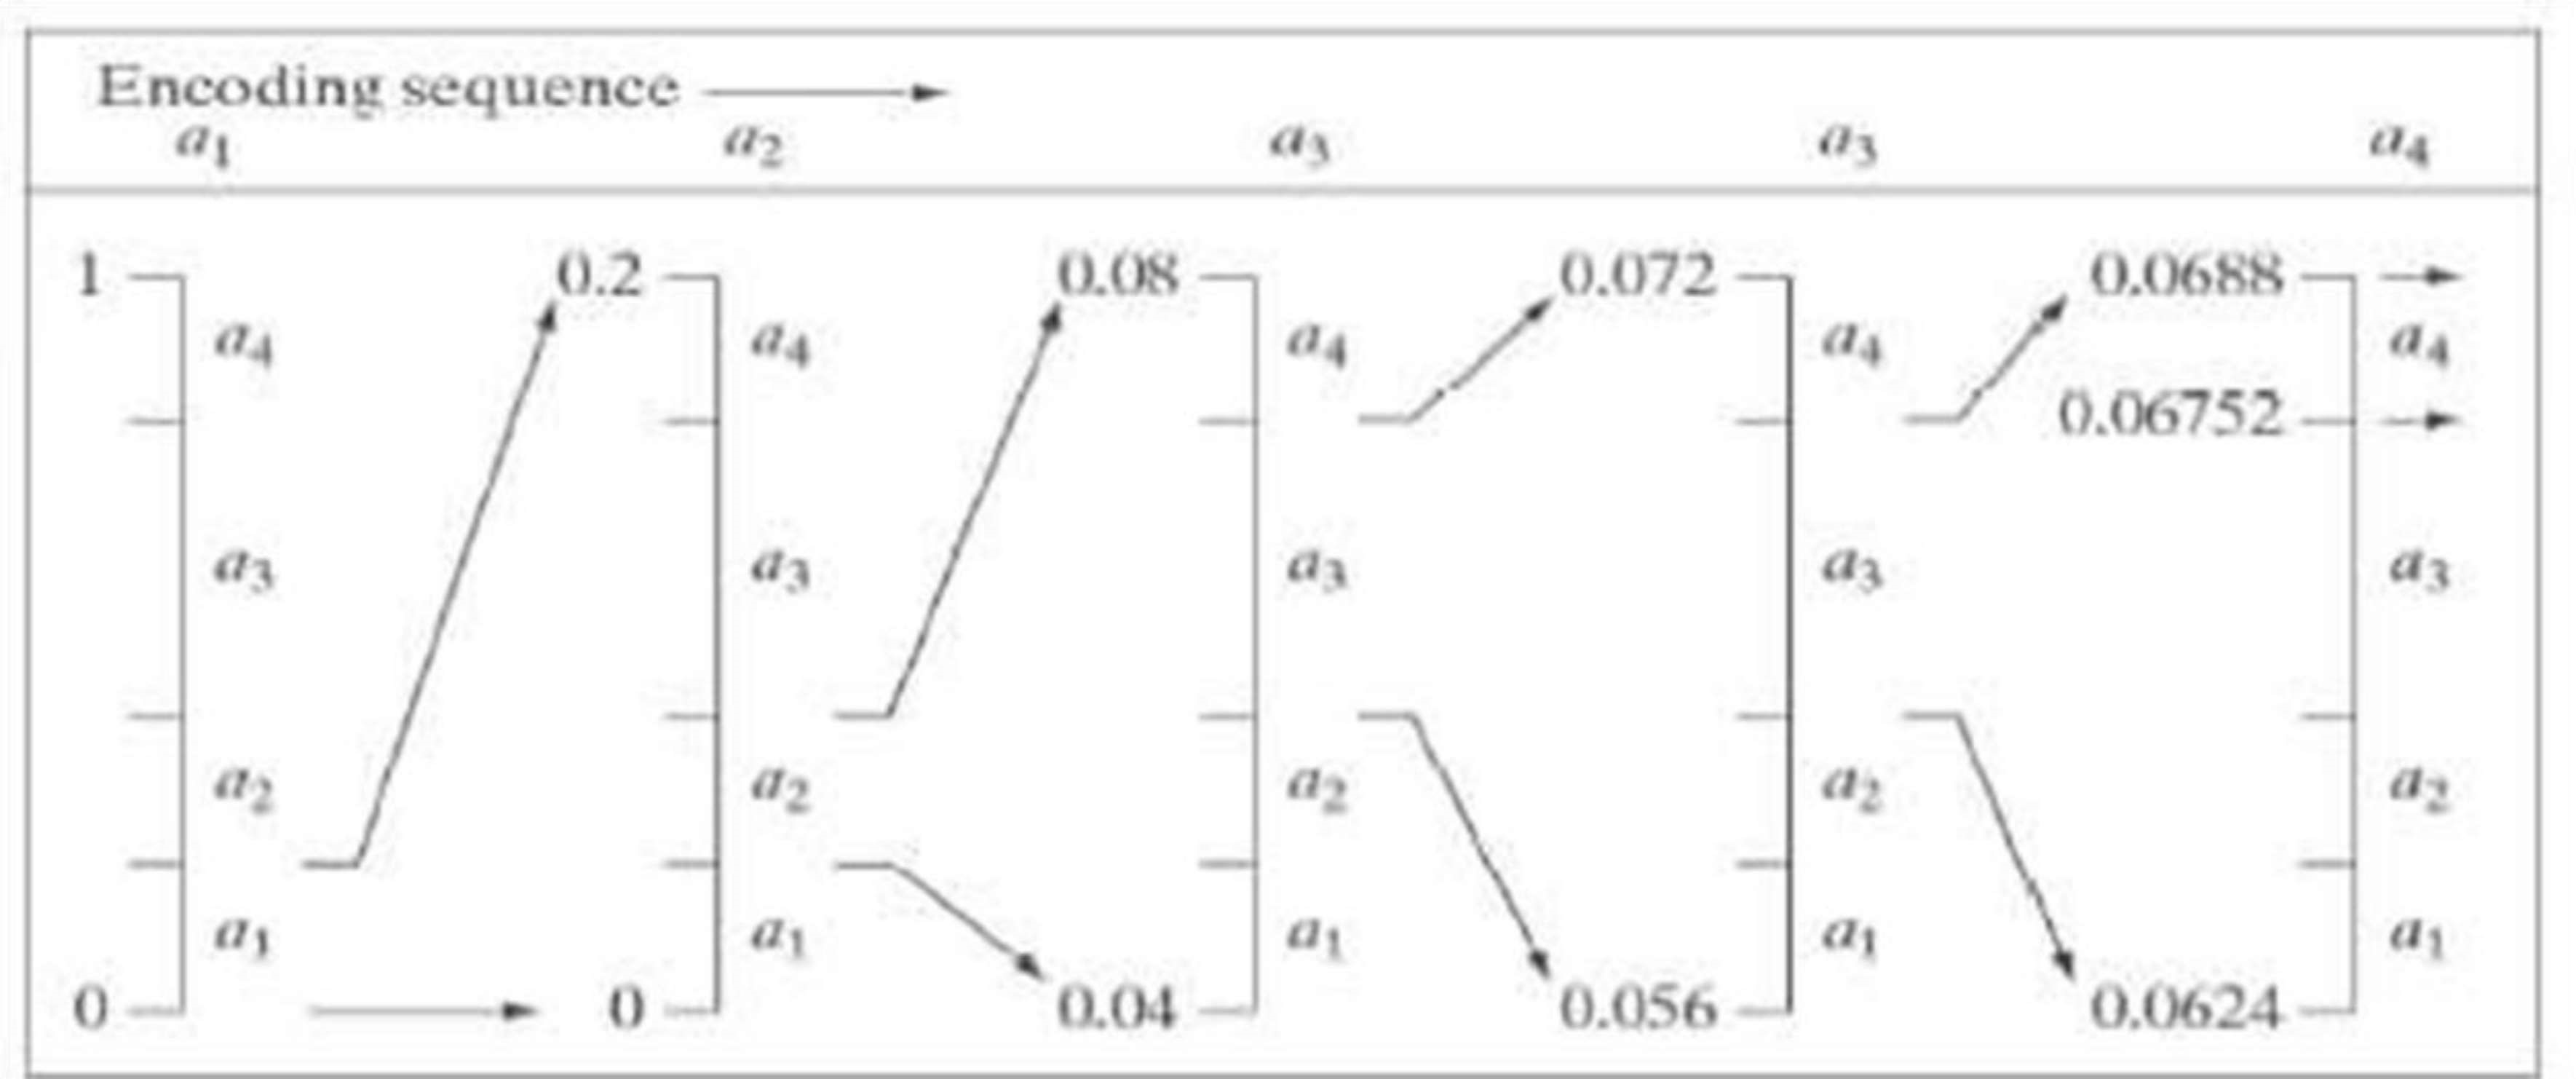 Encoding sequence
a₁ a₂ a₃ a₃ a₄
1 0.2 0.08 0.072 0.0688
a₄ a₄ a₄ a₄ a₄
0.06752
a₃ a₃ a₃ a₃ a₃
a₂ a₂ a₂ a₂ a₂
a₁ a₁ a₁ a₁ a₁
0 0 0.04 0.056 0.0624